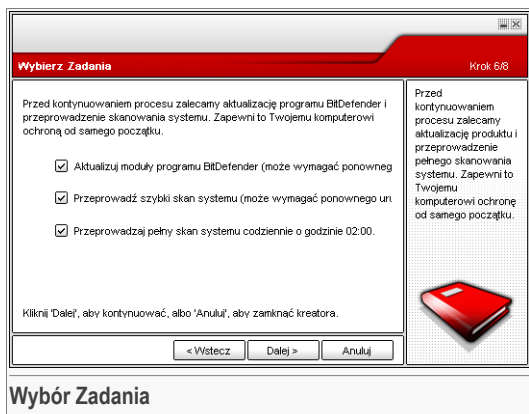 Wybierz Zadania
Krok 6/8
Przed kontynuowaniem procesu zalecamy aktualizację programu BitDefender i
przeprowadzenie skanowania systemu. Zapewni to Twojemu komputerowi
ochroną od samego początku.
Aktualizuj moduły programu BitDefender (może wymagać ponowneg
Przeprowadź szybki skan systemu (może wymagać ponownego uru
Przeprowadzaj pełny skan systemu codziennie o godzinie 02:00.
Kliknij 'Dalej', aby kontynuować, albo 'Anuluj', aby zamknąć kreatora.
Przed
kontynuowaniem
procesu zalecamy
aktualizację produktu i
przeprowadzenie
pełnego skanowania
systemu. Zapewni to
Twojemu
komputerowi ochronę
od samego początku.
< Wstecz
Dalej >
Anuluj
Wybór Zadania